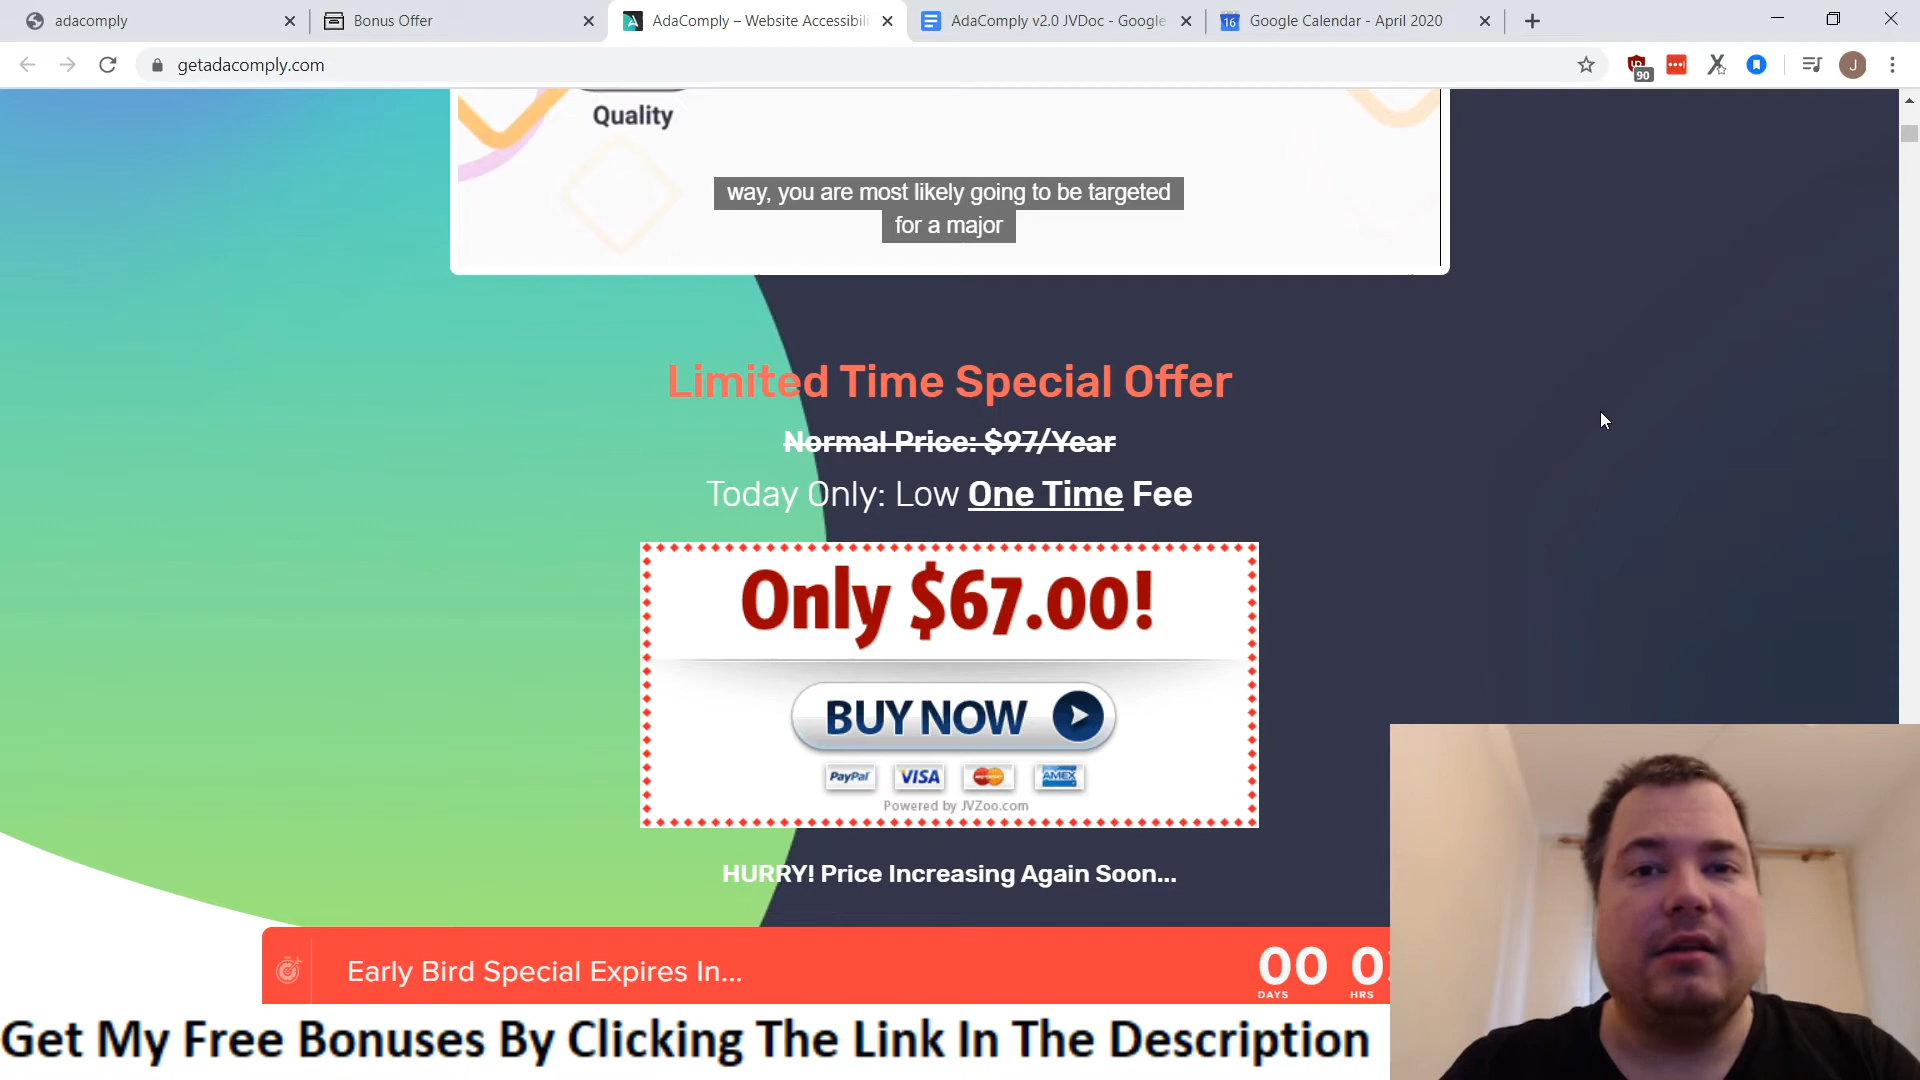 adacomply
Bonus Offer
AdaComply – Website Accessibili
AdaComply v2.0 JVDoc - Google
16
Google Calendar - April 2020
getadacomply.com
90
J
Quality
way, you are most likely going to be targeted
for a major
Limited Time Special Offer
Normal Price: $97/Year
Today Only: Low One Time Fee
Only $67.00!
BUY NOW
PayPal VISA MasterCard AMEX
Powered by JVZoo.com
HURRY! Price Increasing Again Soon...
Early Bird Special Expires In...
00
DAYS
HRS
Get My Free Bonuses By Clicking The Link In The Description